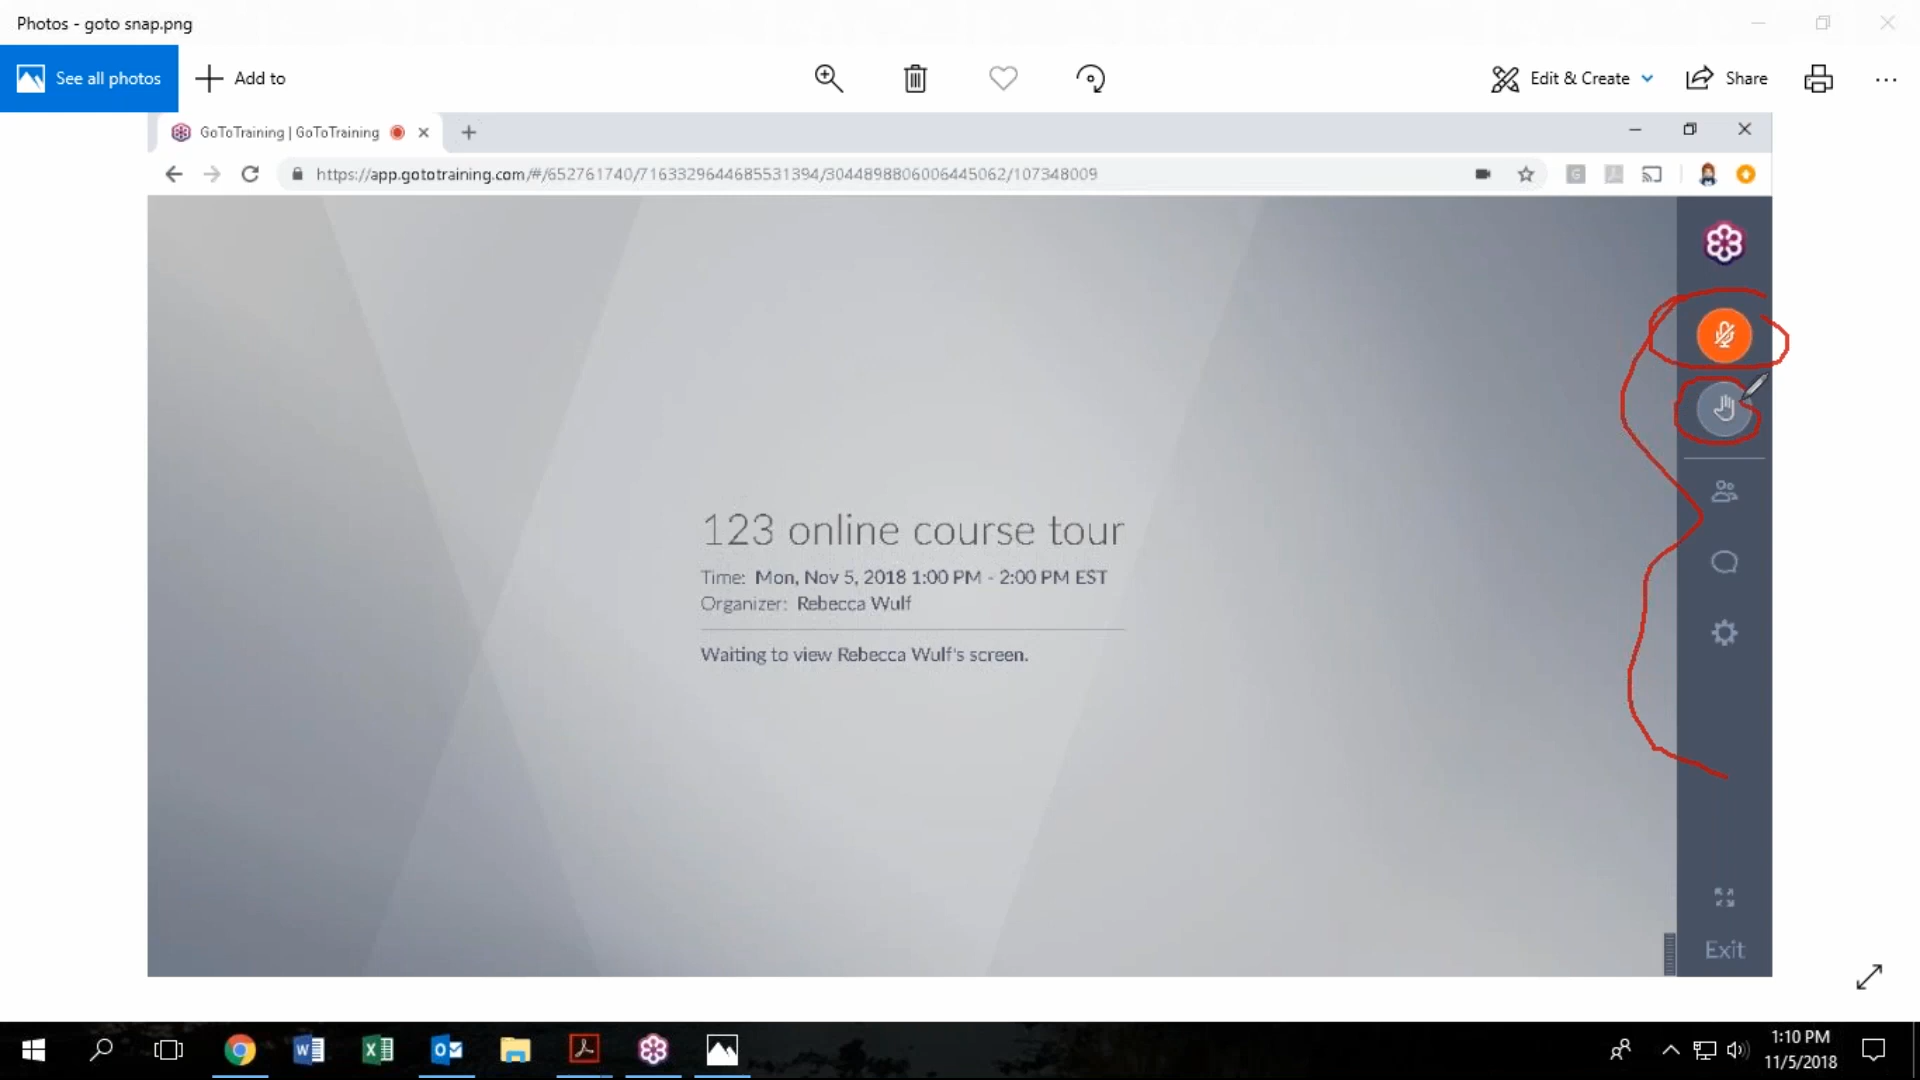 Photos - goto snap.png
See all photos
Add to
Edit & Create
Share
GoToTraining | GoToTraining
https://app.gototraining.com/#/652761740/7163329644685531394/3044898806006445062/107348009
123 online course tour
Time: Mon, Nov 5, 2018 1:00 PM - 2:00 PM EST
Organizer: Rebecca Wulf
Waiting to view Rebecca Wulf's screen.
Exit
1:10 PM
11/5/2018